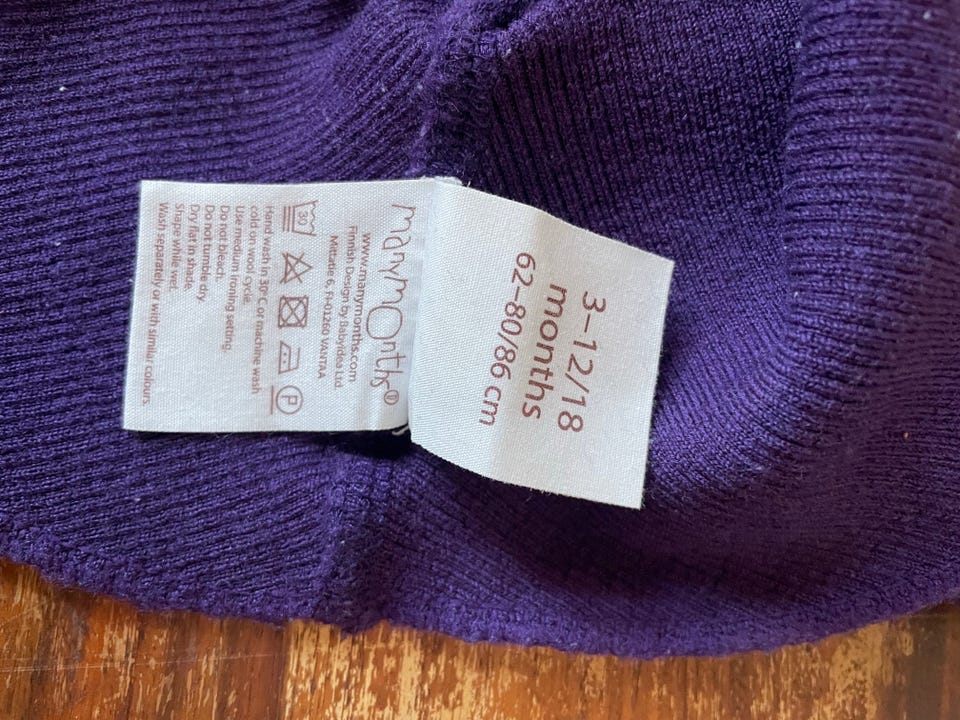 manymonths®
www.manymonths.com
Finnish Design by BabyIdea Ltd.
Mittatie 6, FI-01260 VANTAA
30
P
Hand wash in 30°C or machine wash
cold on wool cycle.
Use medium ironing setting.
Do not bleach.
Do not tumble dry
Dry flat in shade.
Shape while wet.
Wash separately or with similar colours.
3–12/18
months
62–80/86 cm